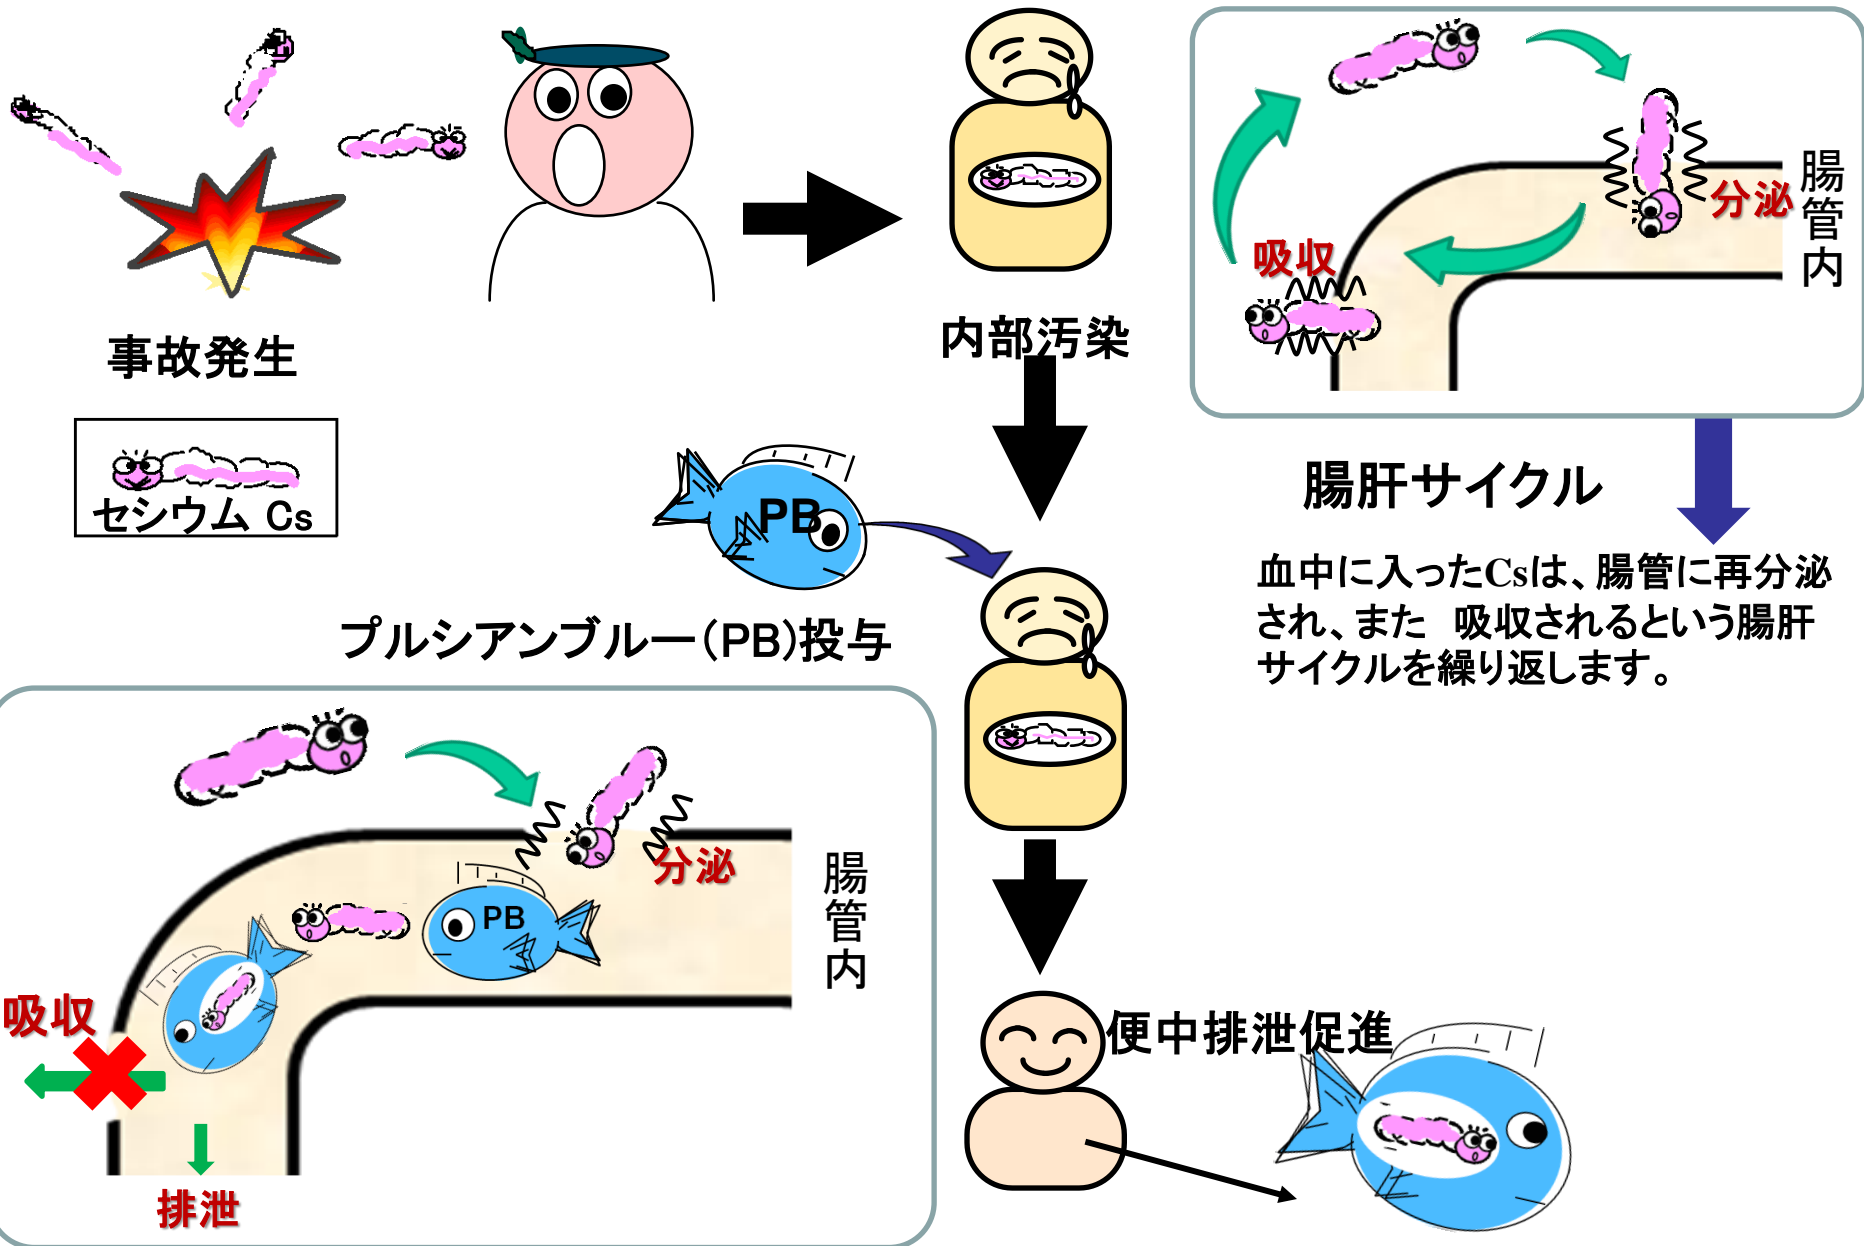 事故発生
セシウム Cs
内部汚染
吸収
分泌
腸管内
腸肝サイクル
血中に入ったCsは、腸管に再分泌
され、また　吸収されるという腸肝
サイクルを繰り返します。
PB
プルシアンブルー(PB)投与
分泌
PB
腸管内
吸収
排泄
便中排泄促進